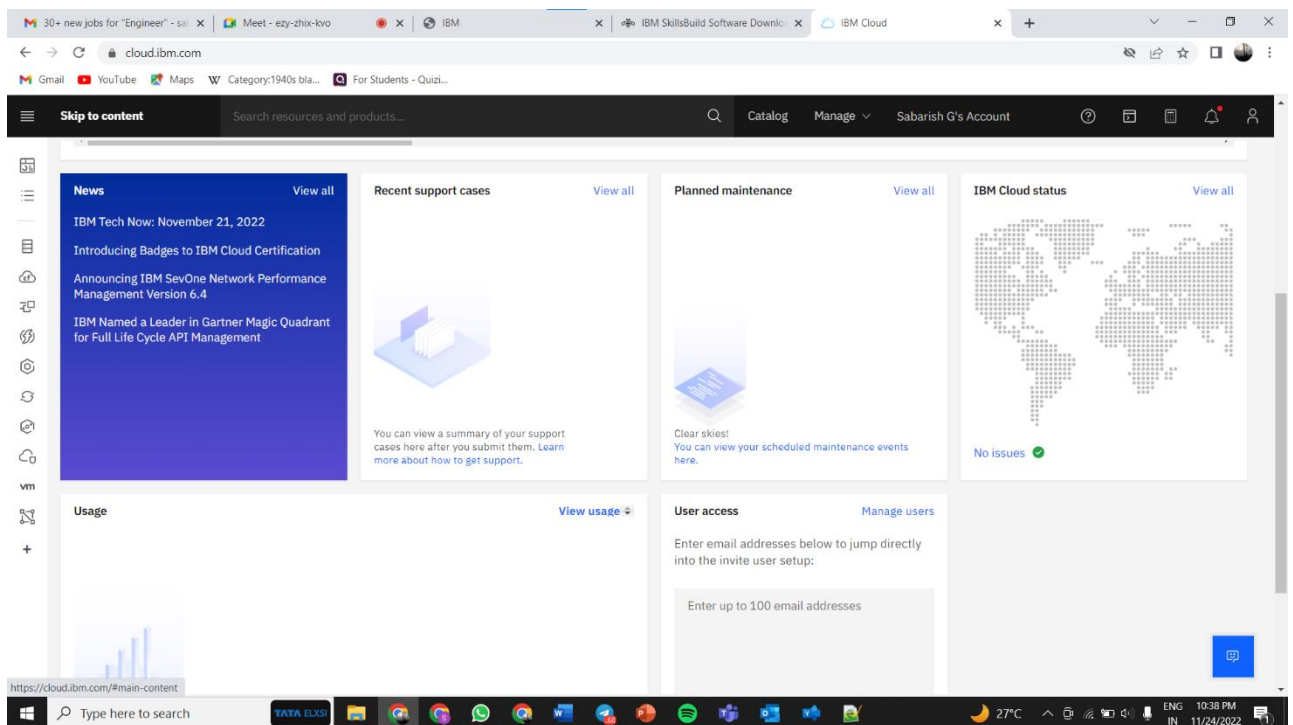 30+ new jobs for "Engineer" - sal
Meet - ezy-zhix-kvo
IBM
IBM SkillsBuild Software Downlo
IBM Cloud
cloud.ibm.com
Gmail
YouTube
Maps
Category:1940s bla...
For Students - Quizi...
Skip to content
Search resources and products...
Catalog
Manage
Sabarish G's Account
News
View all
IBM Tech Now: November 21, 2022
Introducing Badges to IBM Cloud Certification
Announcing IBM SevOne Network Performance
Management Version 6.4
IBM Named a Leader in Gartner Magic Quadrant
for Full Life Cycle API Management
Recent support cases
View all
You can view a summary of your support
cases here after you submit them. Learn
more about how to get support.
Planned maintenance
View all
Clear skies!
You can view your scheduled maintenance events
here.
IBM Cloud status
View all
No issues
vm
Usage
View usage
User access
Manage users
Enter email addresses below to jump directly
into the invite user setup:
Enter up to 100 email addresses
https://cloud.ibm.com/#main-content
Type here to search
TATA ELXSI
27°C
ENG
IN
10:38 PM
11/24/2022